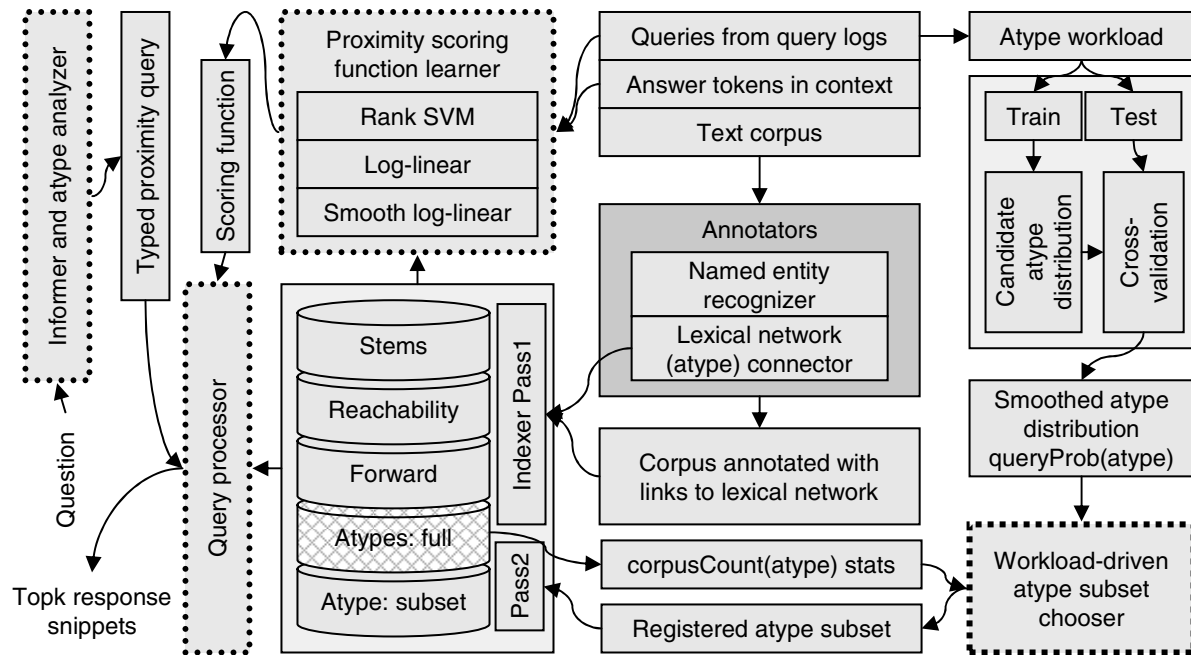 Informer and atype analyzer
Question
Typed proximity query
Scoring function
Query processor
Topk response
snippets
Proximity scoring
function learner
Rank SVM
Log-linear
Smooth log-linear
Stems
Reachability
Forward
Atypes: full
Atype: subset
Indexer Pass1
Pass2
Queries from query logs
Answer tokens in context
Text corpus
Annotators
Named entity
recognizer
Lexical network
(atype) connector
Corpus annotated with
links to lexical network
corpusCount(atype) stats
Registered atype subset
Atype workload
Train
Test
Candidate
atype
distribution
Cross-
validation
Smoothed atype
distribution
queryProb(atype)
Workload-driven
atype subset
chooser